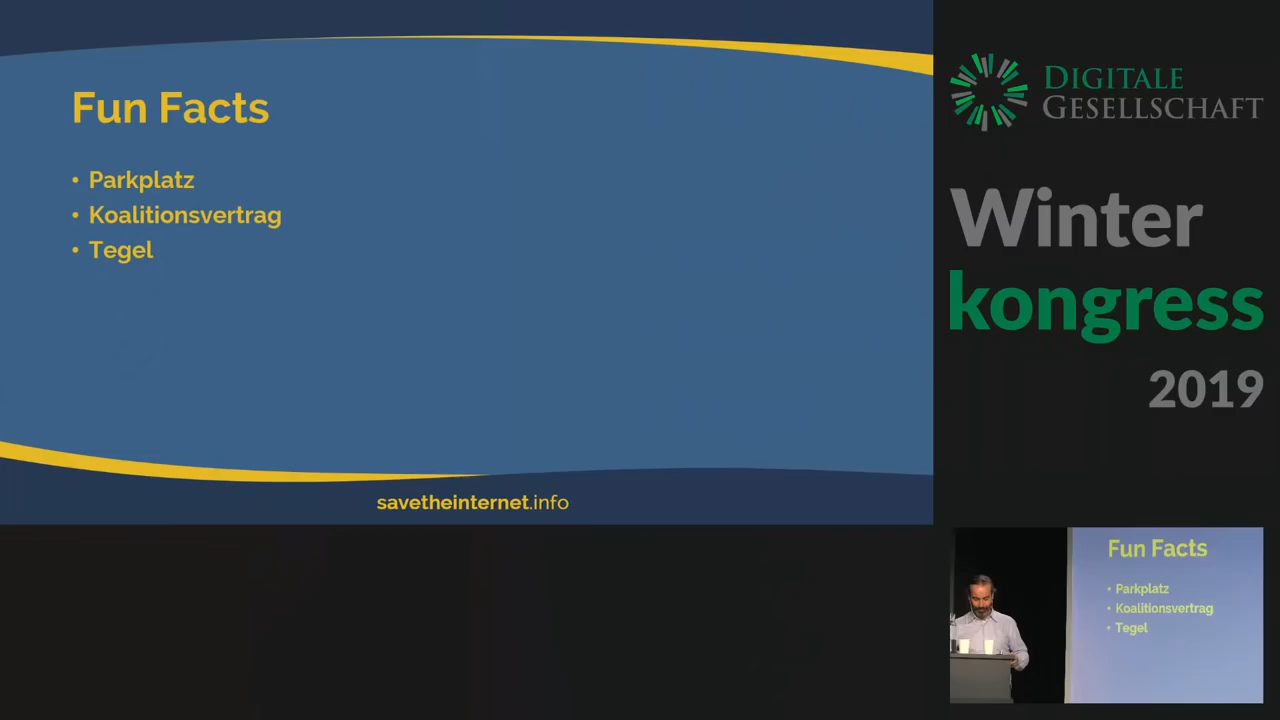 Fun Facts
• Parkplatz
• Koalitionsvertrag
• Tegel
savetheinternet.info
DIGITALE
GESELLSCHAFT
Winter
kongress
2019
Fun Facts
• Parkplatz
• Koalitionsvertrag
• Tegel